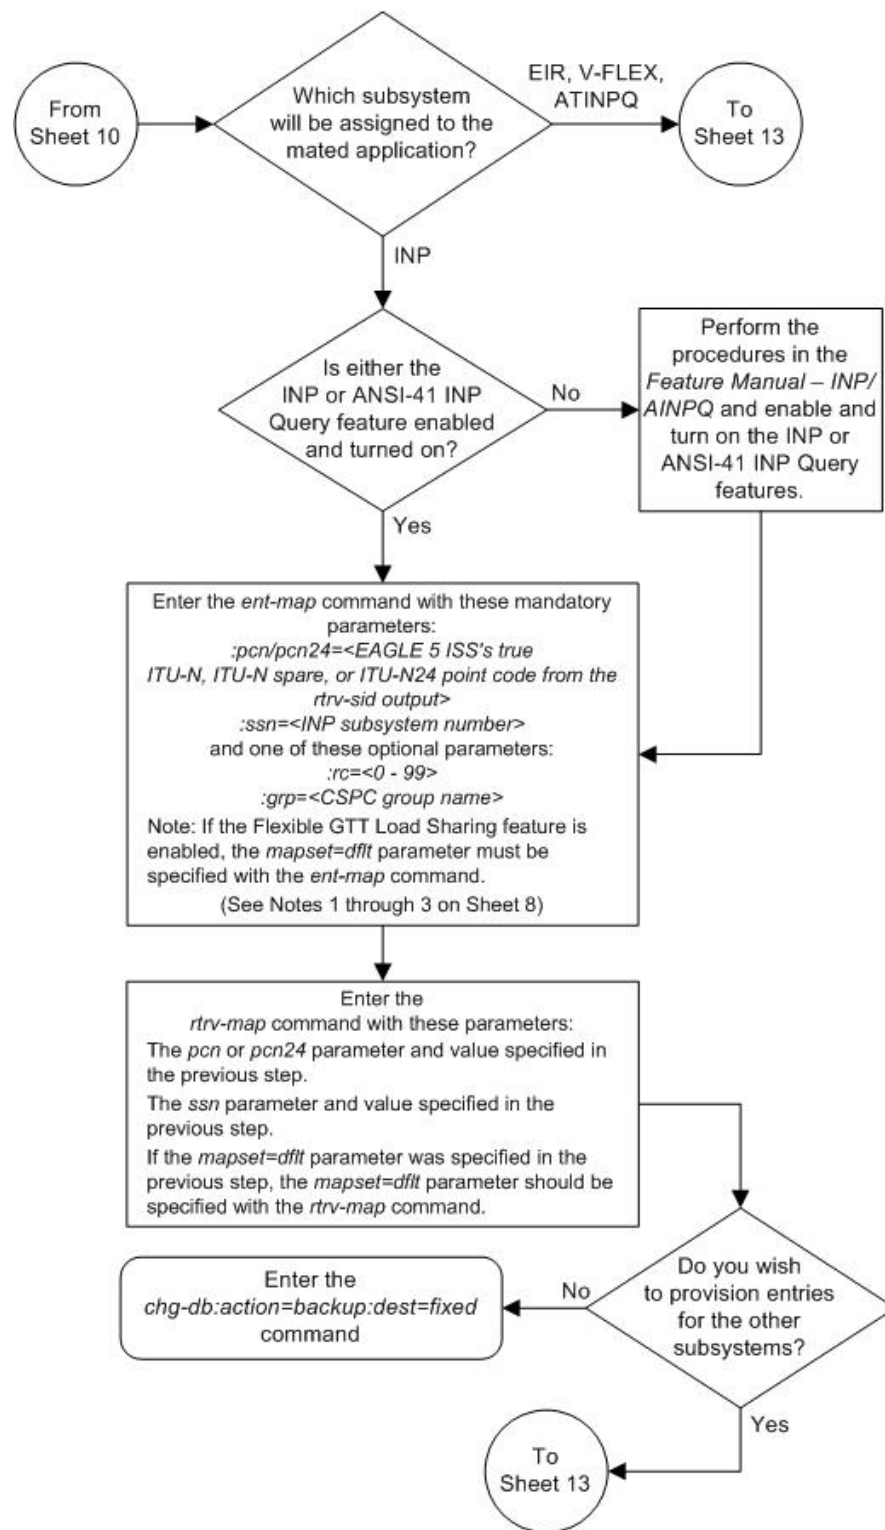 From
Sheet 10
Which subsystem
will be assigned to the
mated application?
EIR, V-FLEX,
ATINPQ
To
Sheet 13
INP
Is either the
INP or ANSI-41 INP
Query feature enabled
and turned on?
No
Perform the
procedures in the
Feature Manual – INP/
AINPQ and enable and
turn on the INP or
ANSI-41 INP Query
features.
Yes
Enter the ent-map command with these mandatory
parameters:
:pcn/pcn24=<EAGLE 5 ISS's true
ITU-N, ITU-N spare, or ITU-N24 point code from the
rtrv-sid output>
:ssn=<INP subsystem number>
and one of these optional parameters:
:rc=<0 - 99>
:grp=<CSPC group name>
Note: If the Flexible GTT Load Sharing feature is
enabled, the mapset=dflt parameter must be
specified with the ent-map command.
(See Notes 1 through 3 on Sheet 8)
Enter the
rtrv-map command with these parameters:
The pcn or pcn24 parameter and value specified in
the previous step.
The ssn parameter and value specified in the
previous step.
If the mapset=dflt parameter was specified in the
previous step, the mapset=dflt parameter should be
specified with the rtrv-map command.
Do you wish
to provision entries
for the other
subsystems?
No
Enter the
chg-db:action=backup:dest=fixed
command
Yes
To
Sheet 13